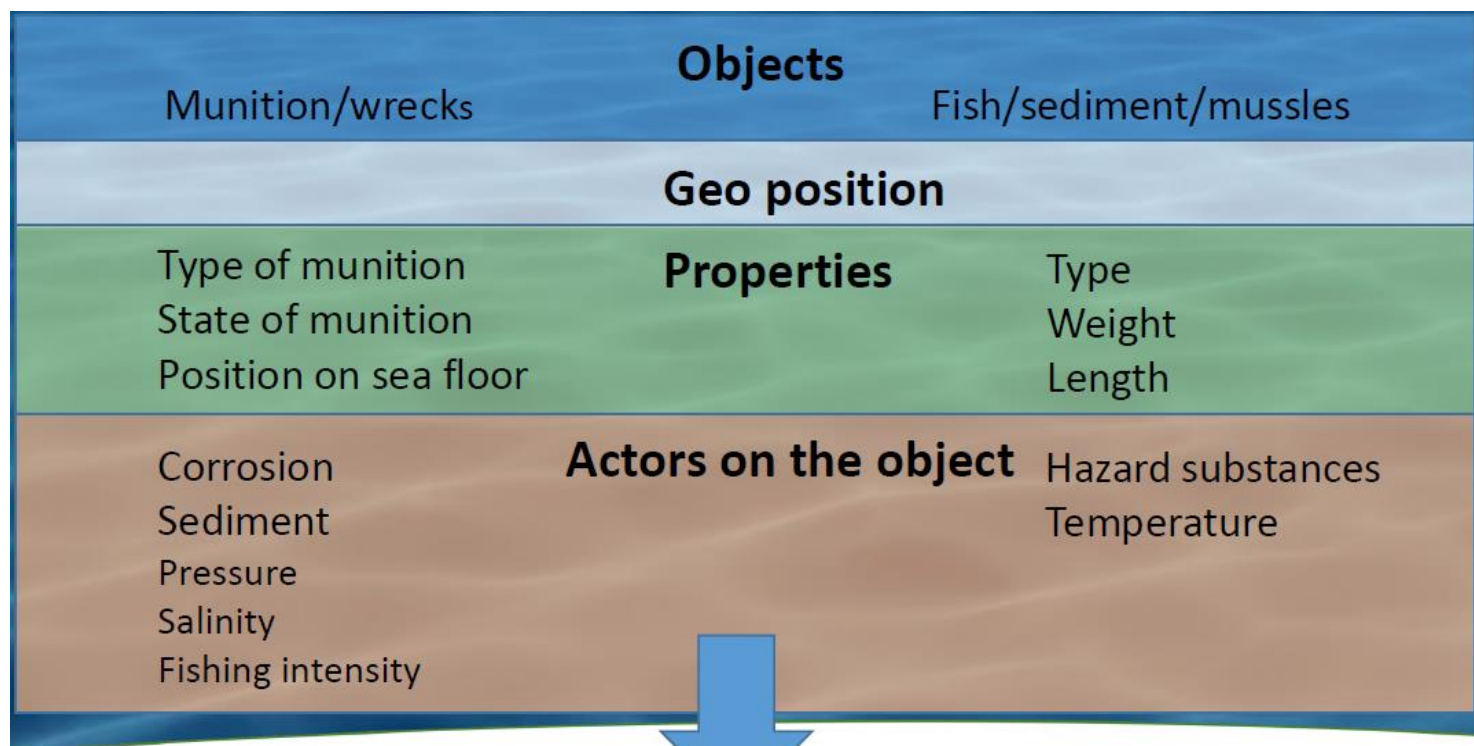 Objects
Munition/wrecks
Fish/sediment/mussles
Geo position
Properties
Type of munition
State of munition
Position on sea floor
Type
Weight
Length
Actors on the object
Corrosion
Sediment
Pressure
Salinity
Fishing intensity
Hazard substances
Temperature